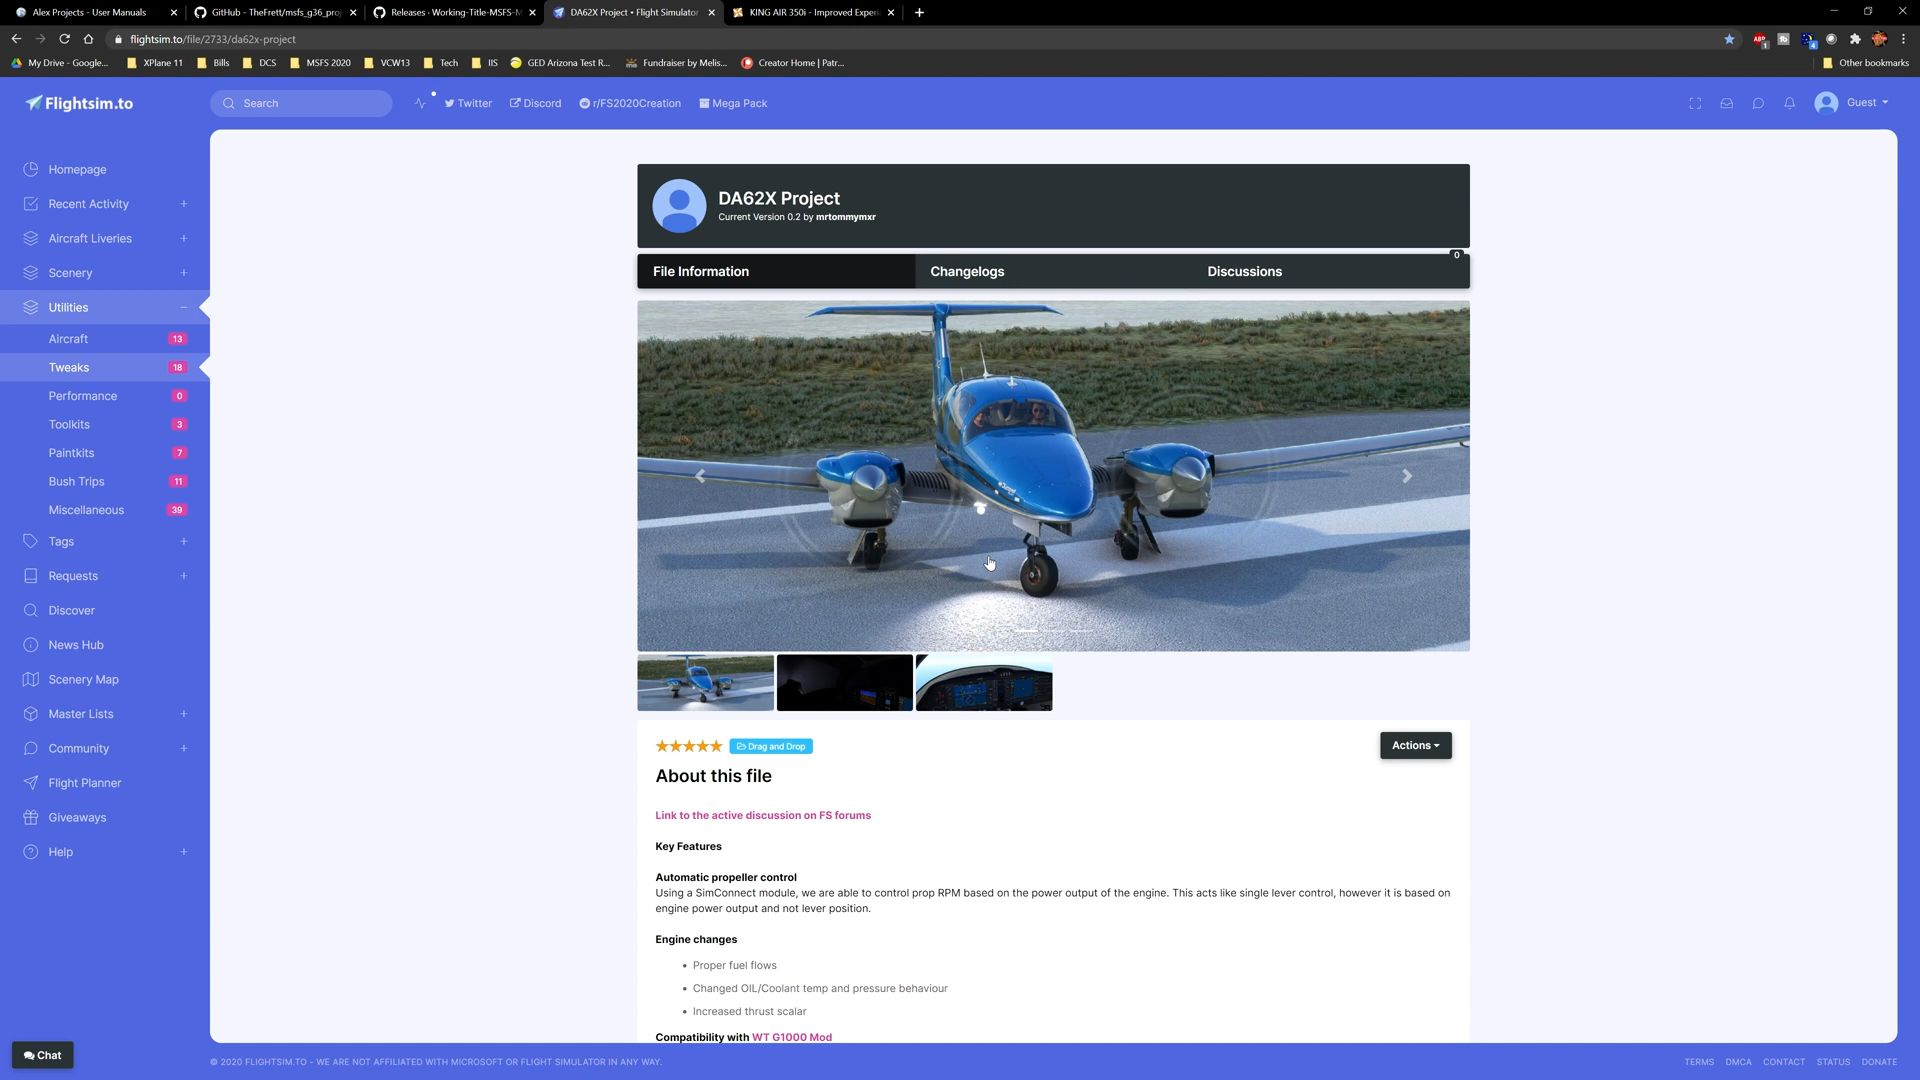 Alex Projects - User Manuals
GitHub - TheFrett/msfs_g36_proj
Releases · Working-Title-MSFS-M
DA62X Project • Flight Simulator
KING AIR 350i - Improved Experi
flightsim.to/file/2733/da62x-project
My Drive - Google...
XPlane 11
Bills
DCS
MSFS 2020
VCW13
Tech
IIS
GED Arizona Test R...
Fundraiser by Melis...
Creator Home | Patr...
Other bookmarks
Flightsim.to
Search
Twitter
Discord
r/FS2020Creation
Mega Pack
Guest
Homepage
Recent Activity
Aircraft Liveries
Scenery
Utilities
Aircraft 13
Tweaks 18
Performance 0
Toolkits 3
Paintkits 7
Bush Trips 11
Miscellaneous 39
Tags
Requests
Discover
News Hub
Scenery Map
Master Lists
Community
Flight Planner
Giveaways
Help
Chat
DA62X Project
Current Version 0.2 by mrtommymxr
File Information
Changelogs
Discussions
0
Drag and Drop
Actions
About this file
Link to the active discussion on FS forums
Key Features
Automatic propeller control
Using a SimConnect module, we are able to control prop RPM based on the power output of the engine. This acts like single lever control, however it is based on
engine power output and not lever position.
Engine changes
• Proper fuel flows
• Changed OIL/Coolant temp and pressure behaviour
• Increased thrust scalar
Compatibility with WT G1000 Mod
© 2020 FLIGHTSIM.TO - WE ARE NOT AFFILIATED WITH MICROSOFT OR FLIGHT SIMULATOR IN ANY WAY.
TERMS
DMCA
CONTACT
STATUS
DONATE